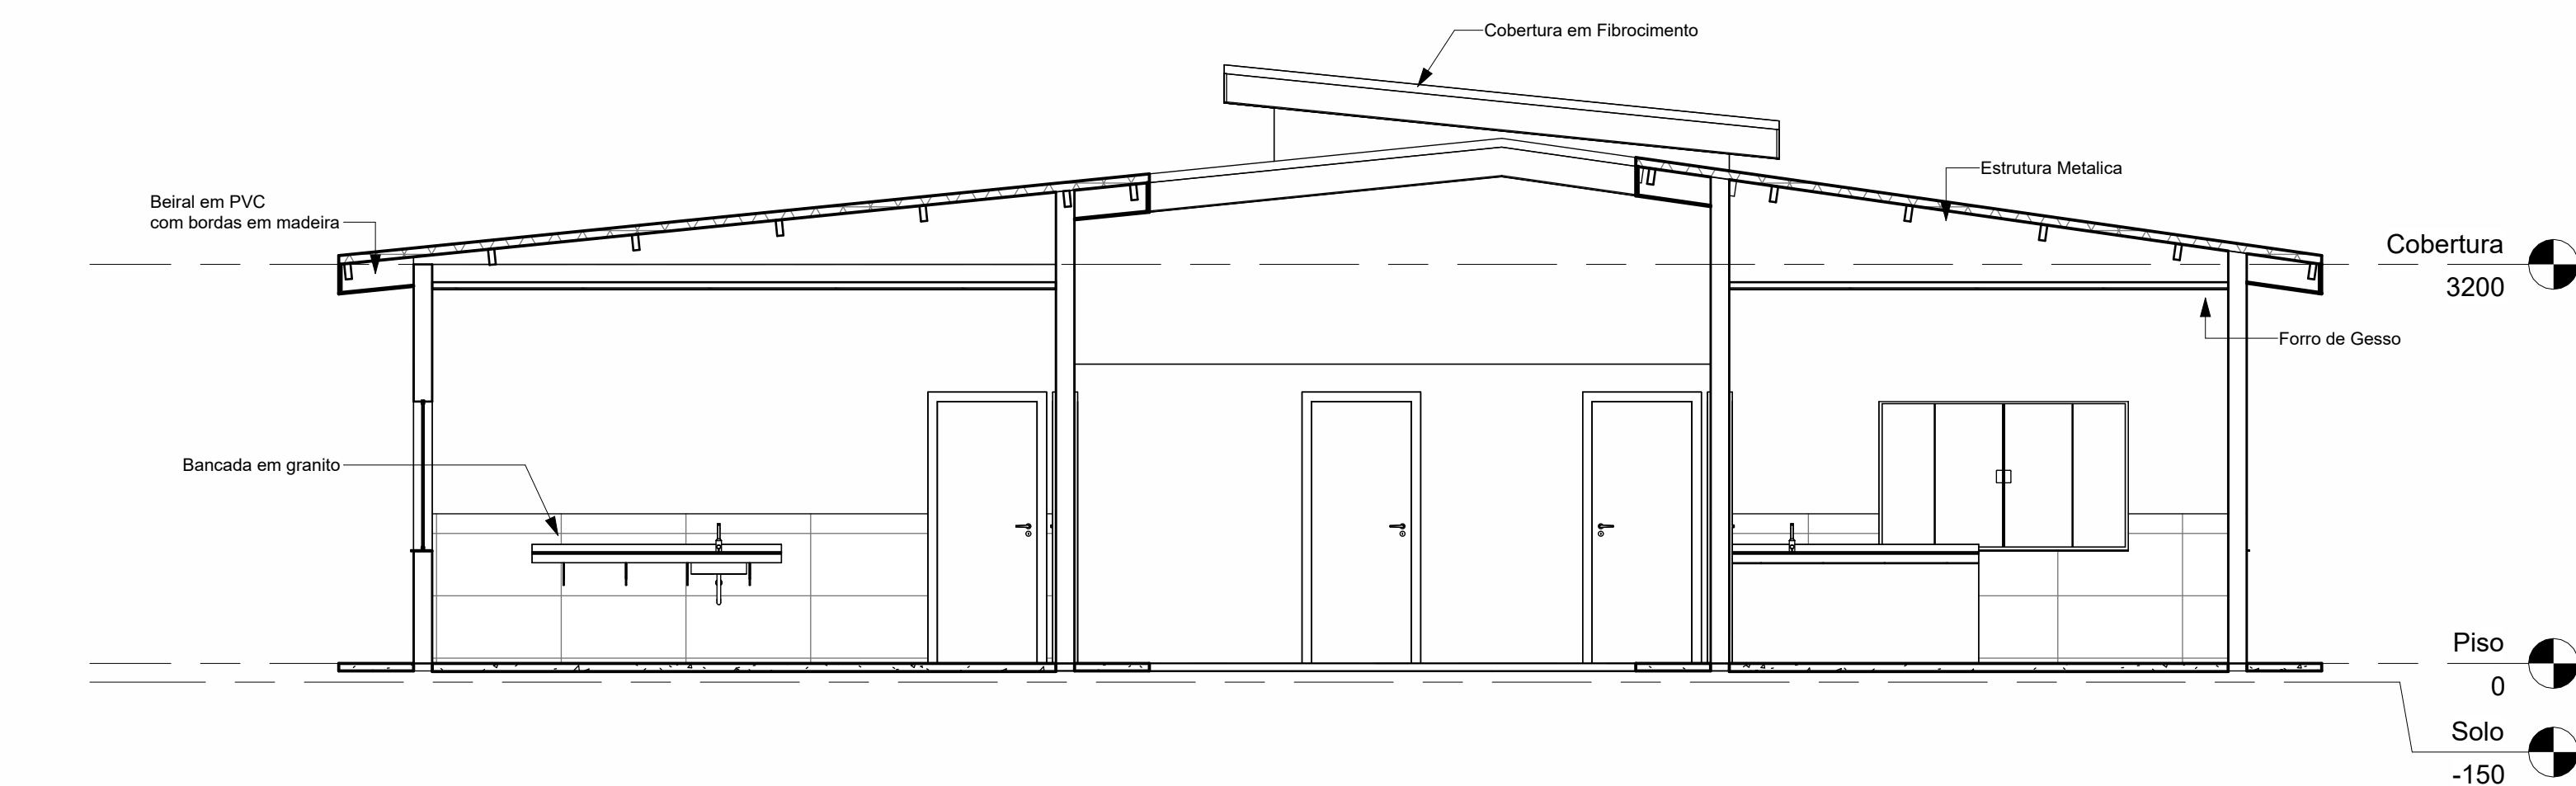 Cobertura em Fibrocimento
Estrutura Metalica
Beiral em PVC
com bordas em madeira
Cobertura
3200
Forro de Gesso
Bancada em granito
Piso
0
Solo
-150